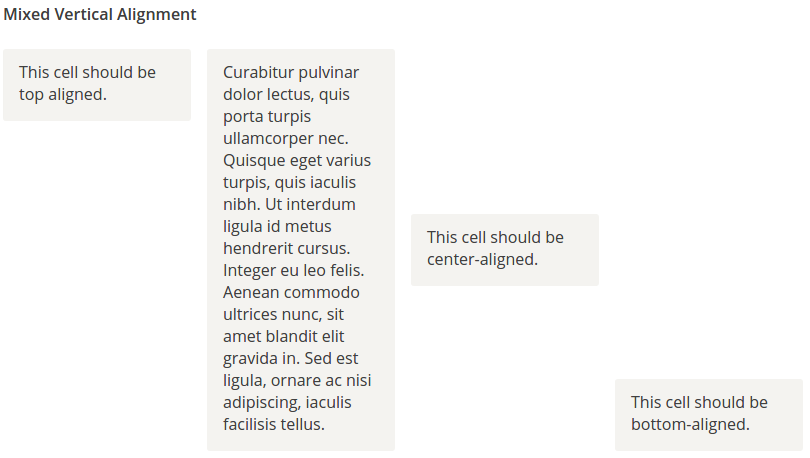 Mixed Vertical Alignment
This cell should be
top aligned.
Curabitur pulvinar
dolor lectus, quis
porta turpis
ullamcorper nec.
Quisque eget varius
turpis, quis iaculis
nibh. Ut interdum
ligula id metus
hendrerit cursus.
Integer eu leo felis.
Aenean commodo
ultrices nunc, sit
amet blandit elit
gravida in. Sed est
ligula, ornare ac nisi
adipiscing, iaculis
facilisis tellus.
This cell should be
center-aligned.
This cell should be
bottom-aligned.